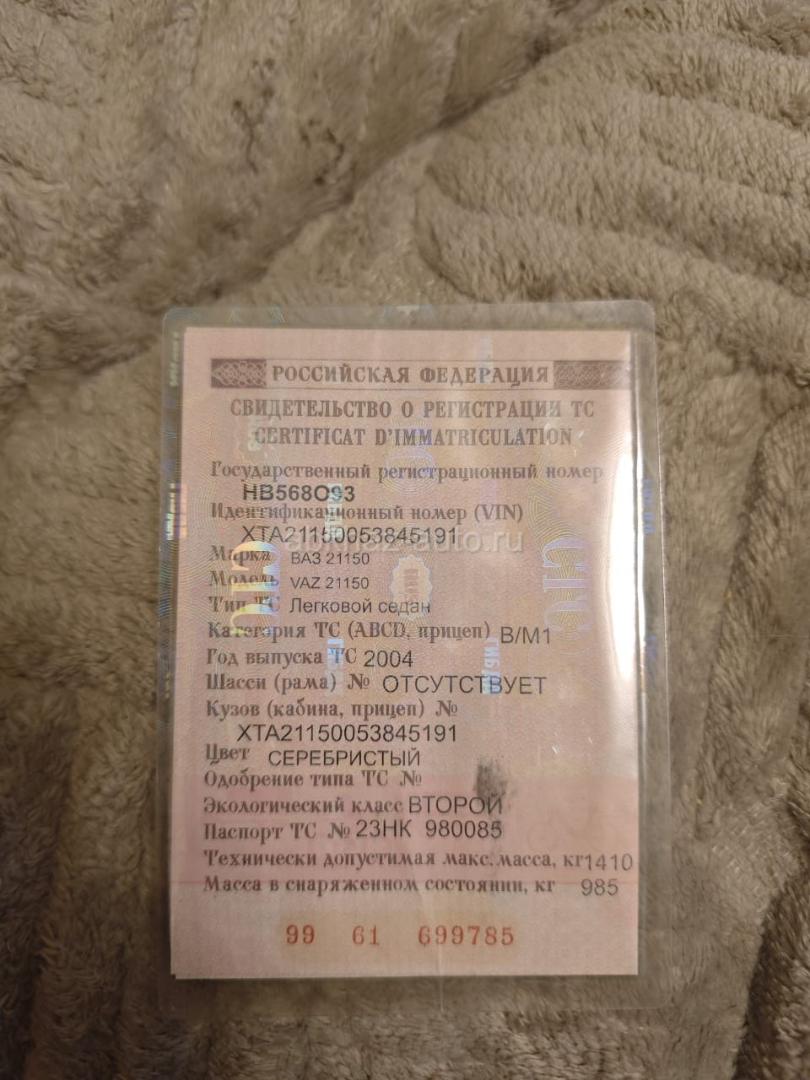 РОССИЙСКАЯ ФЕДЕРАЦИЯ
СВИДЕТЕЛЬСТВО О РЕГИСТРАЦИИ ТС
CERTIFICAT D'IMMATRICULATION
Государственный регистрационный номер
НВ568О93
Идентификационный номер (VIN)
XTA21150053845191
Марка ВАЗ 21150
Модель VAZ 21150
Тип ТС Легковой седан
Категория ТС (ABCD, прицеп) B/M1
Год выпуска ТС 2004
Шасси (рама) № ОТСУТСТВУЕТ
Кузов (кабина, прицеп) №
XTA21150053845191
Цвет СЕРЕБРИСТЫЙ
Одобрение типа ТС №
Экологический класс ВТОРОЙ
Паспорт ТС № 23НК 980085
Технически допустимая макс. масса, кг 1410
Масса в снаряженном состоянии, кг 985
99 61 699785